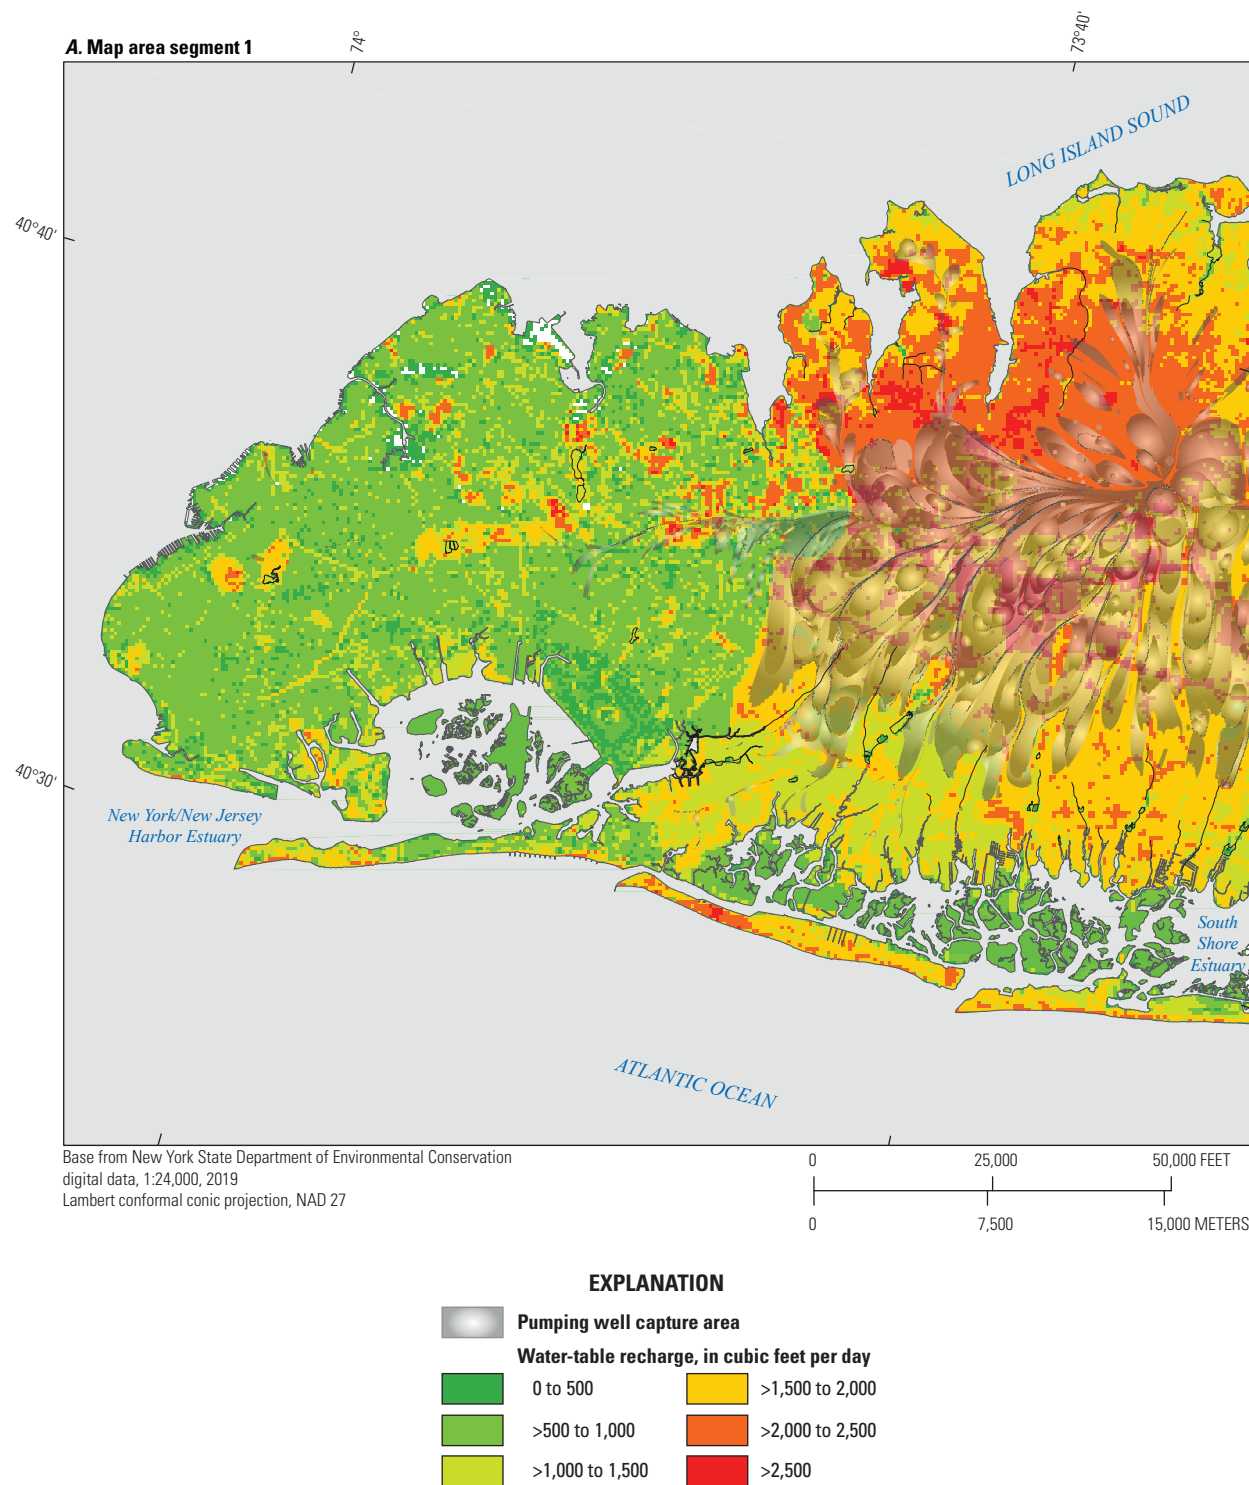 A. Map area segment 1
74°
73°40'
LONG ISLAND SOUND
40°40'
40°30'
New York/New Jersey
Harbor Estuary
South
Shore
Estuary
ATLANTIC OCEAN
Base from New York State Department of Environmental Conservation
digital data, 1:24,000, 2019
Lambert conformal conic projection, NAD 27
0 25,000 50,000 FEET
0 7,500 15,000 METERS
EXPLANATION
Pumping well capture area
Water-table recharge, in cubic feet per day
0 to 500 >1,500 to 2,000
>500 to 1,000 >2,000 to 2,500
>1,000 to 1,500 >2,500